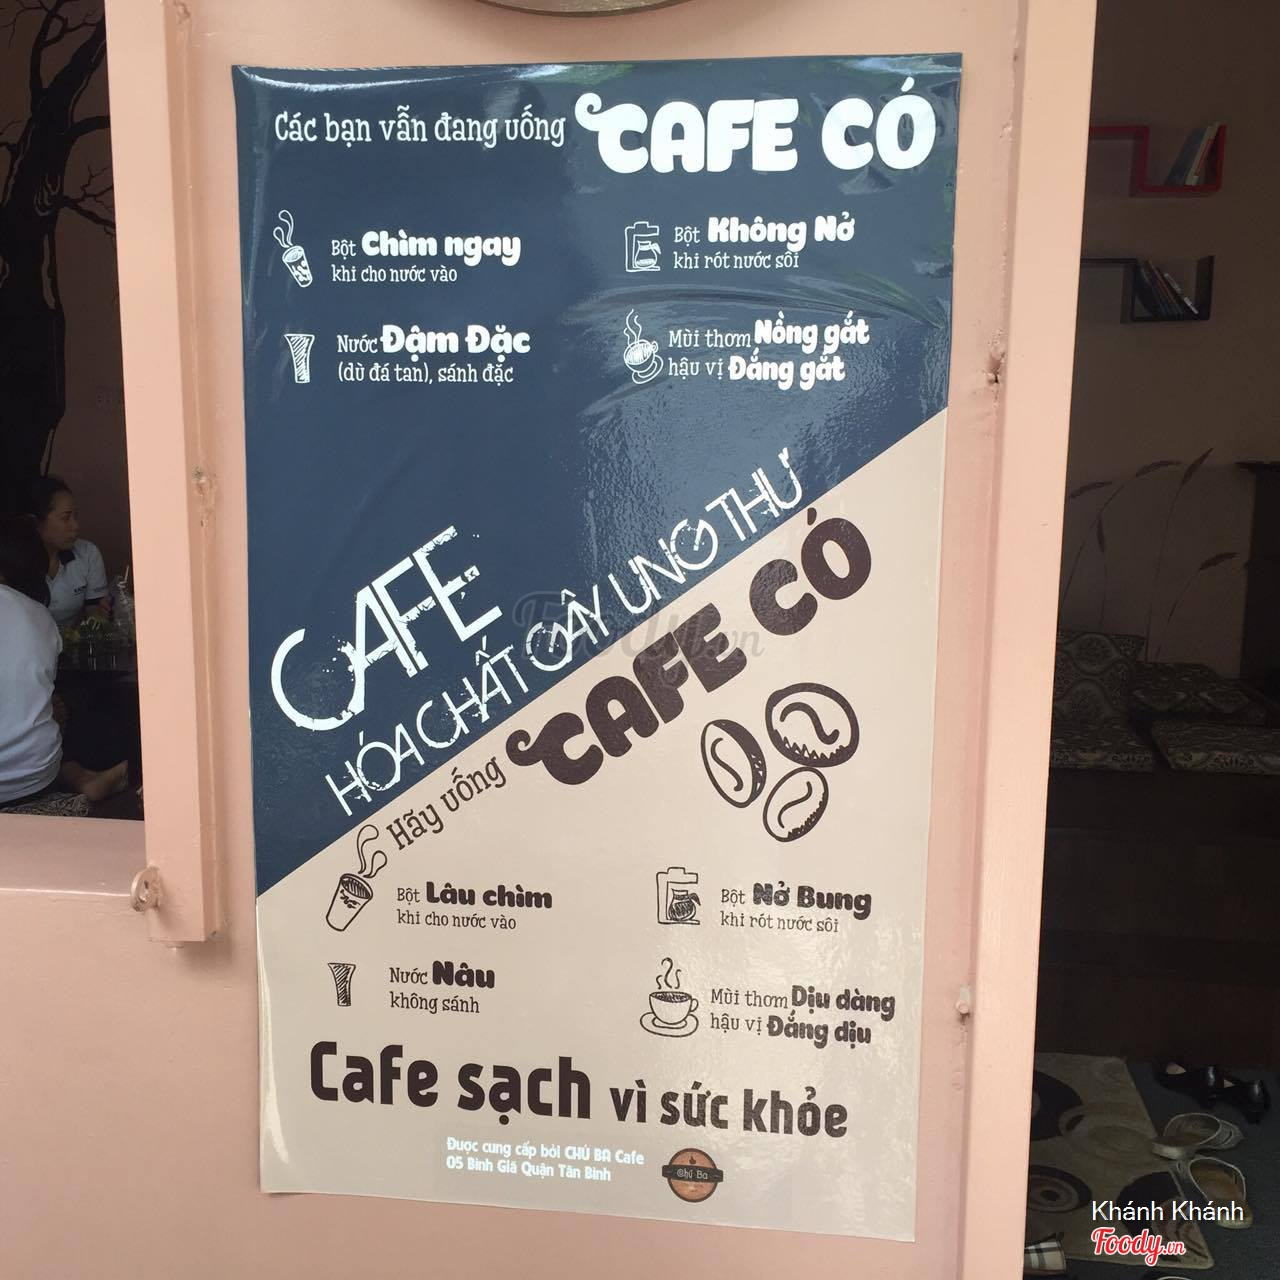 Các bạn vẫn đang uống CAFE CÓ
Bột Chìm ngay
khi cho nước vào
Bột Không Nở
khi rót nước sôi
Nước Đậm Đặc
(dù đá tan), sánh đặc
Mùi thơm Nồng gắt
hậu vị Đắng gắt
CAFE
HÓA CHẤT GÂY UNG THƯ
Hãy uống CAFE CÓ
Bột Lâu chìm
khi cho nước vào
Bột Nở Bung
khi rót nước sôi
Nước Nâu
không sánh
Mùi thơm Dịu dàng
hậu vị Đắng dịu
Cafe sạch vì sức khỏe
Được cung cấp bởi CHÚ BA Cafe
05 Bình Giã Quận Tân Bình
Chú Ba
Foody.vn
Khánh Khánh
Foody.vn